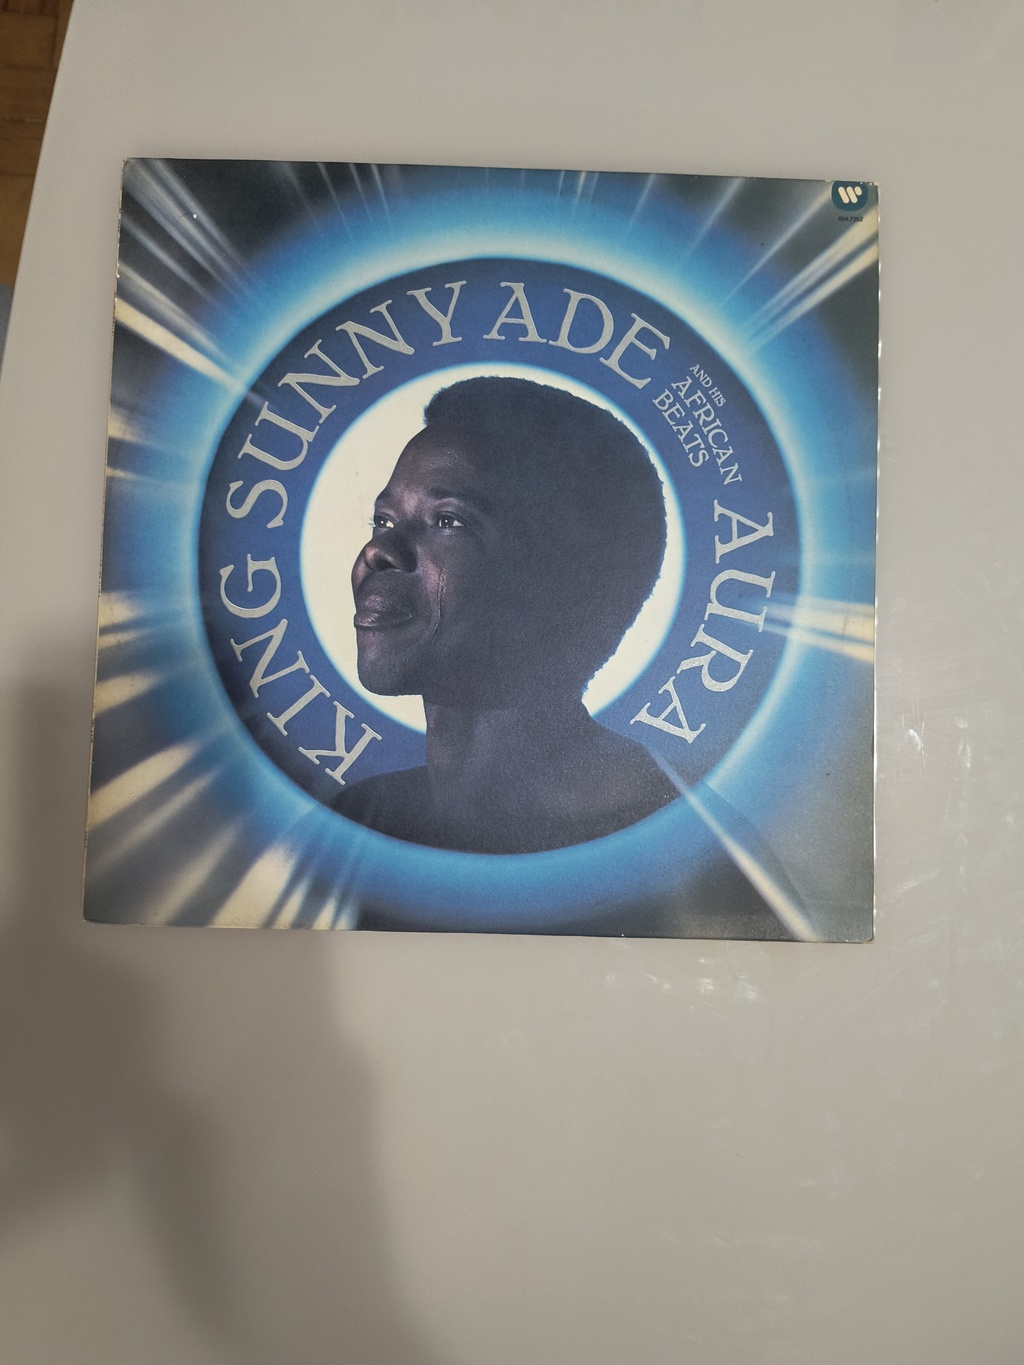 KING SUNNY ADE
AND HIS
AFRICAN
BEATS
AURA